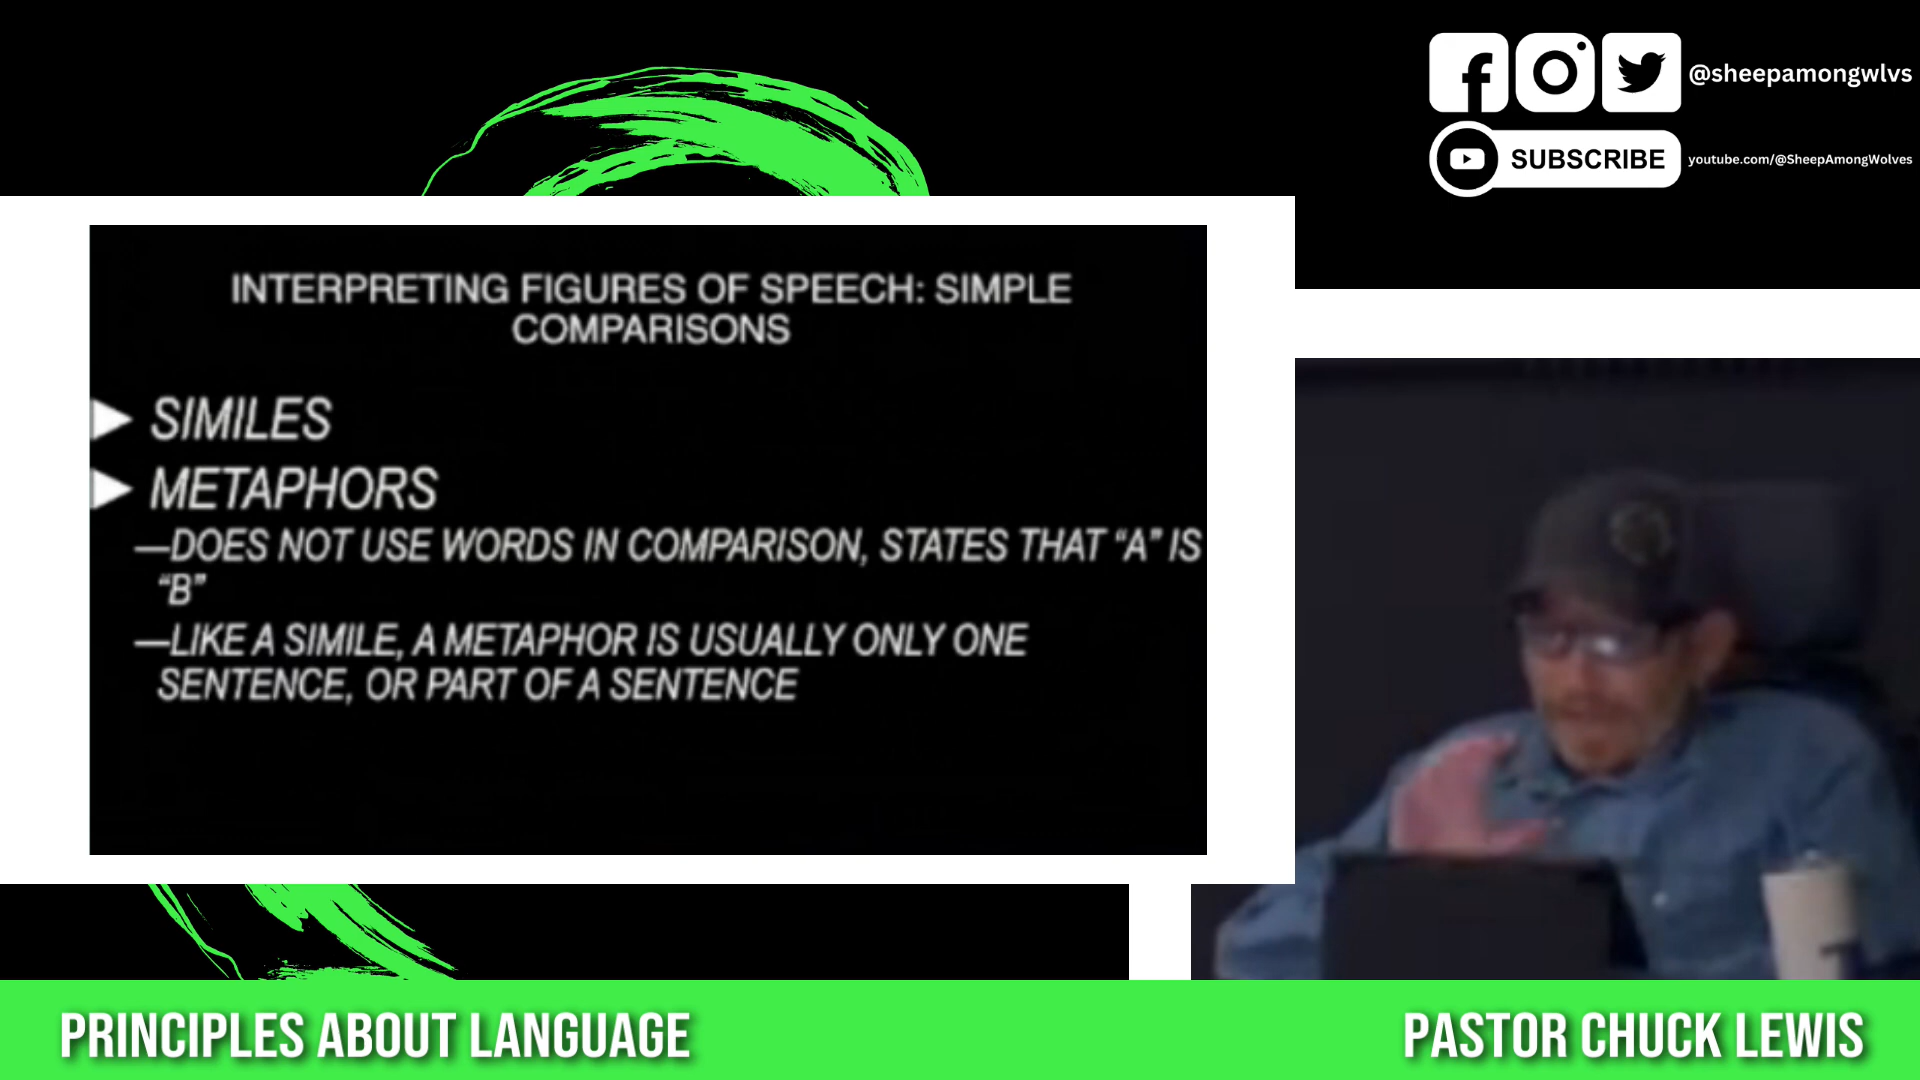 @sheepamongwlvs
SUBSCRIBE
youtube.com/@SheepAmongWolves
INTERPRETING FIGURES OF SPEECH: SIMPLE
COMPARISONS
SIMILES
METAPHORS
—DOES NOT USE WORDS IN COMPARISON, STATES THAT “A” IS
“B”
—LIKE A SIMILE, A METAPHOR IS USUALLY ONLY ONE
SENTENCE, OR PART OF A SENTENCE
PRINCIPLES ABOUT LANGUAGE
PASTOR CHUCK LEWIS